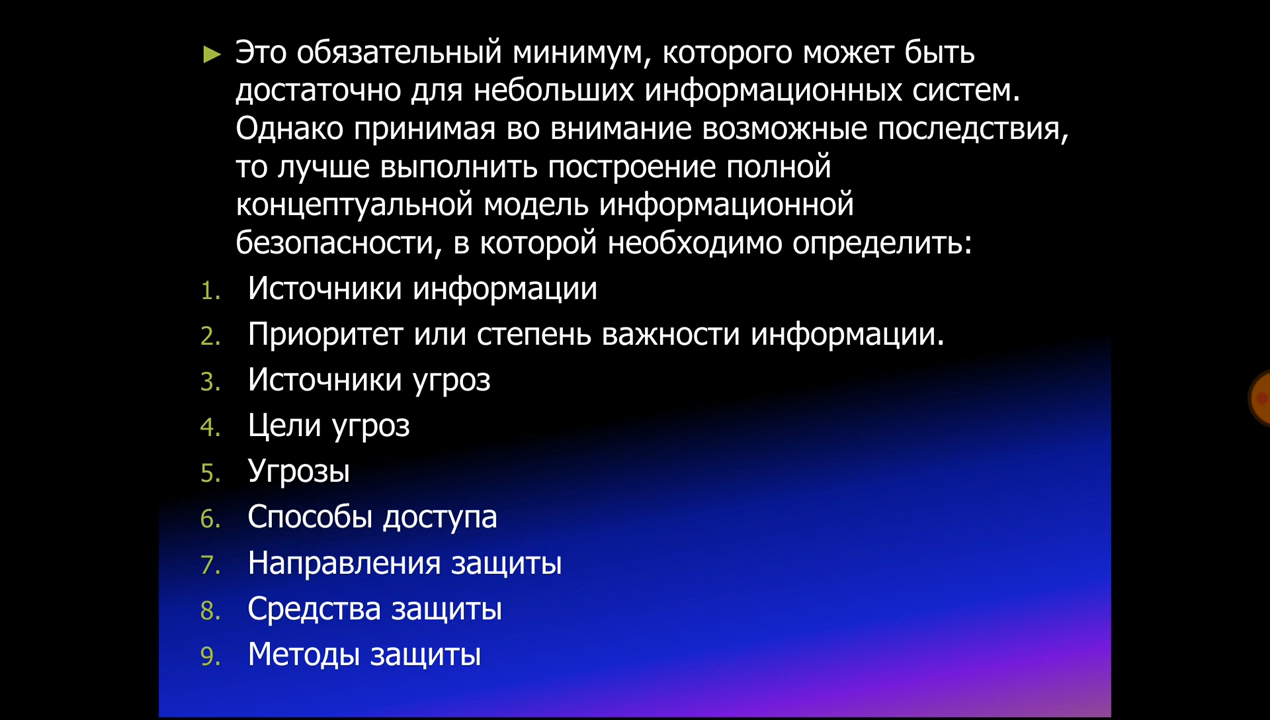 ► Это обязательный минимум, которого может быть
достаточно для небольших информационных систем.
Однако принимая во внимание возможные последствия,
то лучше выполнить построение полной
концептуальной модель информационной
безопасности, в которой необходимо определить:
1. Источники информации
2. Приоритет или степень важности информации.
3. Источники угроз
4. Цели угроз
5. Угрозы
6. Способы доступа
7. Направления защиты
8. Средства защиты
9. Методы защиты